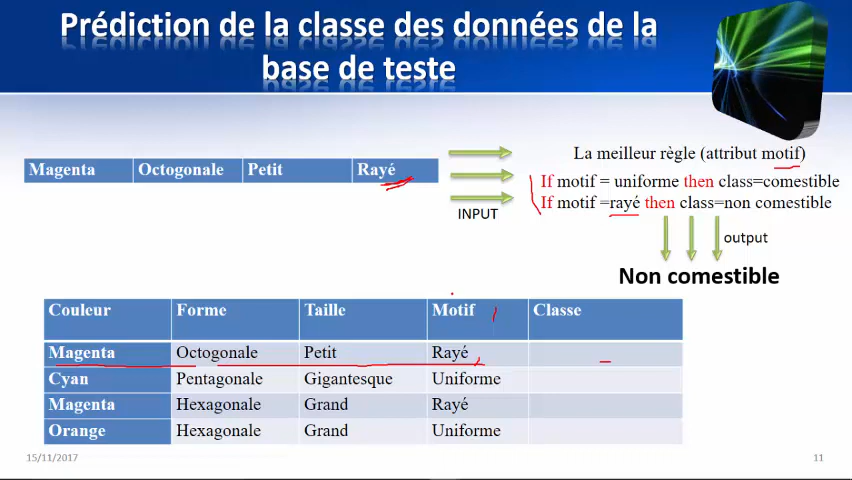 Prédiction de la classe des données de la
base de teste
Magenta Octogonale Petit Rayé
La meilleur règle (attribut motif)
If motif = uniforme then class=comestible
If motif =rayé then class=non comestible
INPUT
output
Non comestible
Couleur Forme Taille Motif Classe
Magenta Octogonale Petit Rayé
Cyan Pentagonale Gigantesque Uniforme
Magenta Hexagonale Grand Rayé
Orange Hexagonale Grand Uniforme
15/11/2017 11